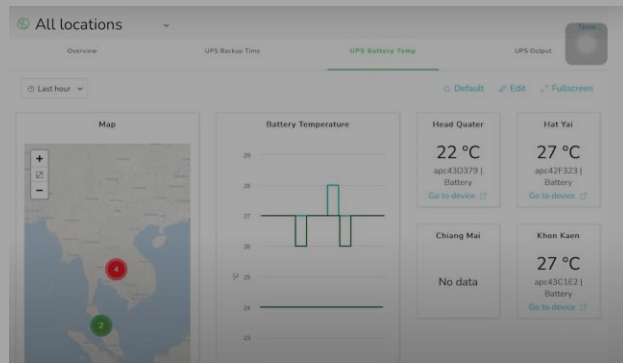 All locations
New...
Overview
UPS Backup Time
UPS Battery Temp
UPS Output
Last hour
Default
Edit
Fullscreen
Map
+
−
4
2
Battery Temperature
29
28
27
26
25
24
23
°C
Head Quater
22 °C
apc43D379 |
Battery
Go to device
Hat Yai
27 °C
apc42F323 |
Battery
Go to device
Chiang Mai
No data
Khon Kaen
27 °C
apc43C1E2 |
Battery
Go to device